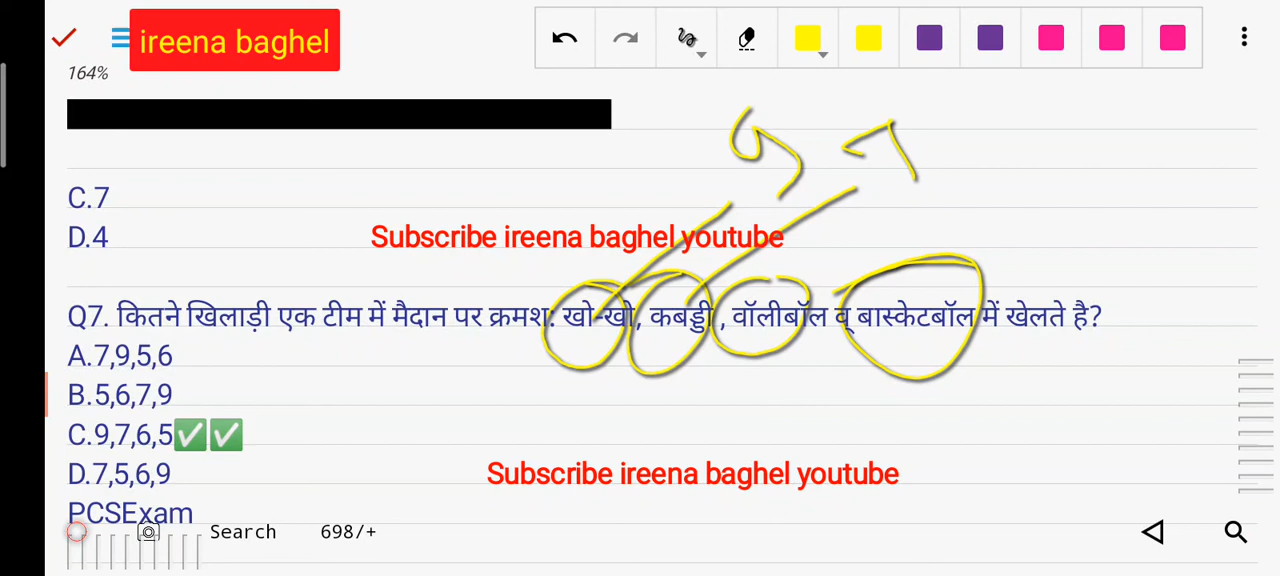 ireena baghel
164%
C.7
D.4
Subscribe ireena baghel youtube
Q7. कितने खिलाड़ी एक टीम में मैदान पर क्रमश: खो-खो, कबड्डी , वॉलीबॉल व् बास्केटबॉल में खेलते है?
A.7,9,5,6
B.5,6,7,9
C.9,7,6,5✅✅
D.7,5,6,9
Subscribe ireena baghel youtube
PCSExam
Search 698/+